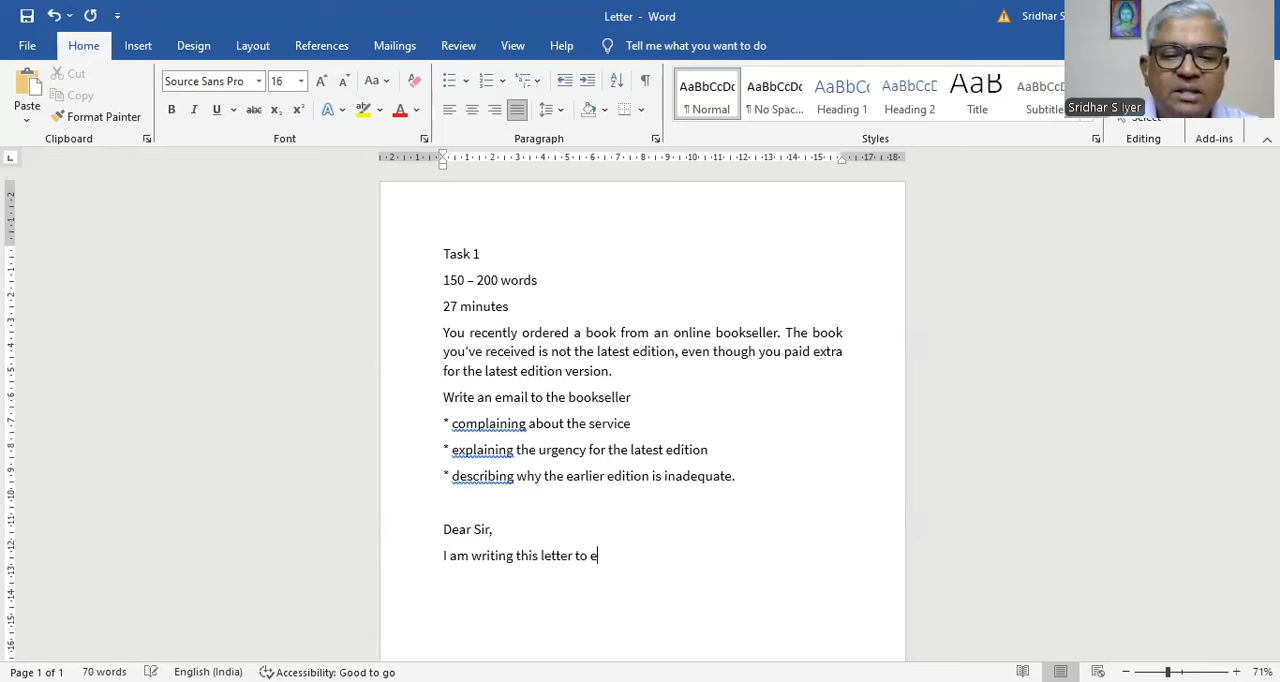 Letter - Word
Sridhar S
File Home Insert Design Layout References Mailings Review View Help Tell me what you want to do
Paste
Cut
Copy
Format Painter
Clipboard
Source Sans Pro 16
Font
Paragraph
AaBbCcDc AaBbCcDc AaBbCcD AaBbCcD AaB AaBbCcD
¶ Normal ¶ No Spac... Heading 1 Heading 2 Title Subtitle
Styles
Sridhar S Iyer
Select
Editing
Add-ins
Task 1
150 – 200 words
27 minutes
You recently ordered a book from an online bookseller. The book
you've received is not the latest edition, even though you paid extra
for the latest edition version.
Write an email to the bookseller
* complaining about the service
* explaining the urgency for the latest edition
* describing why the earlier edition is inadequate.
Dear Sir,
I am writing this letter to e
Page 1 of 1 70 words English (India) Accessibility: Good to go 71%